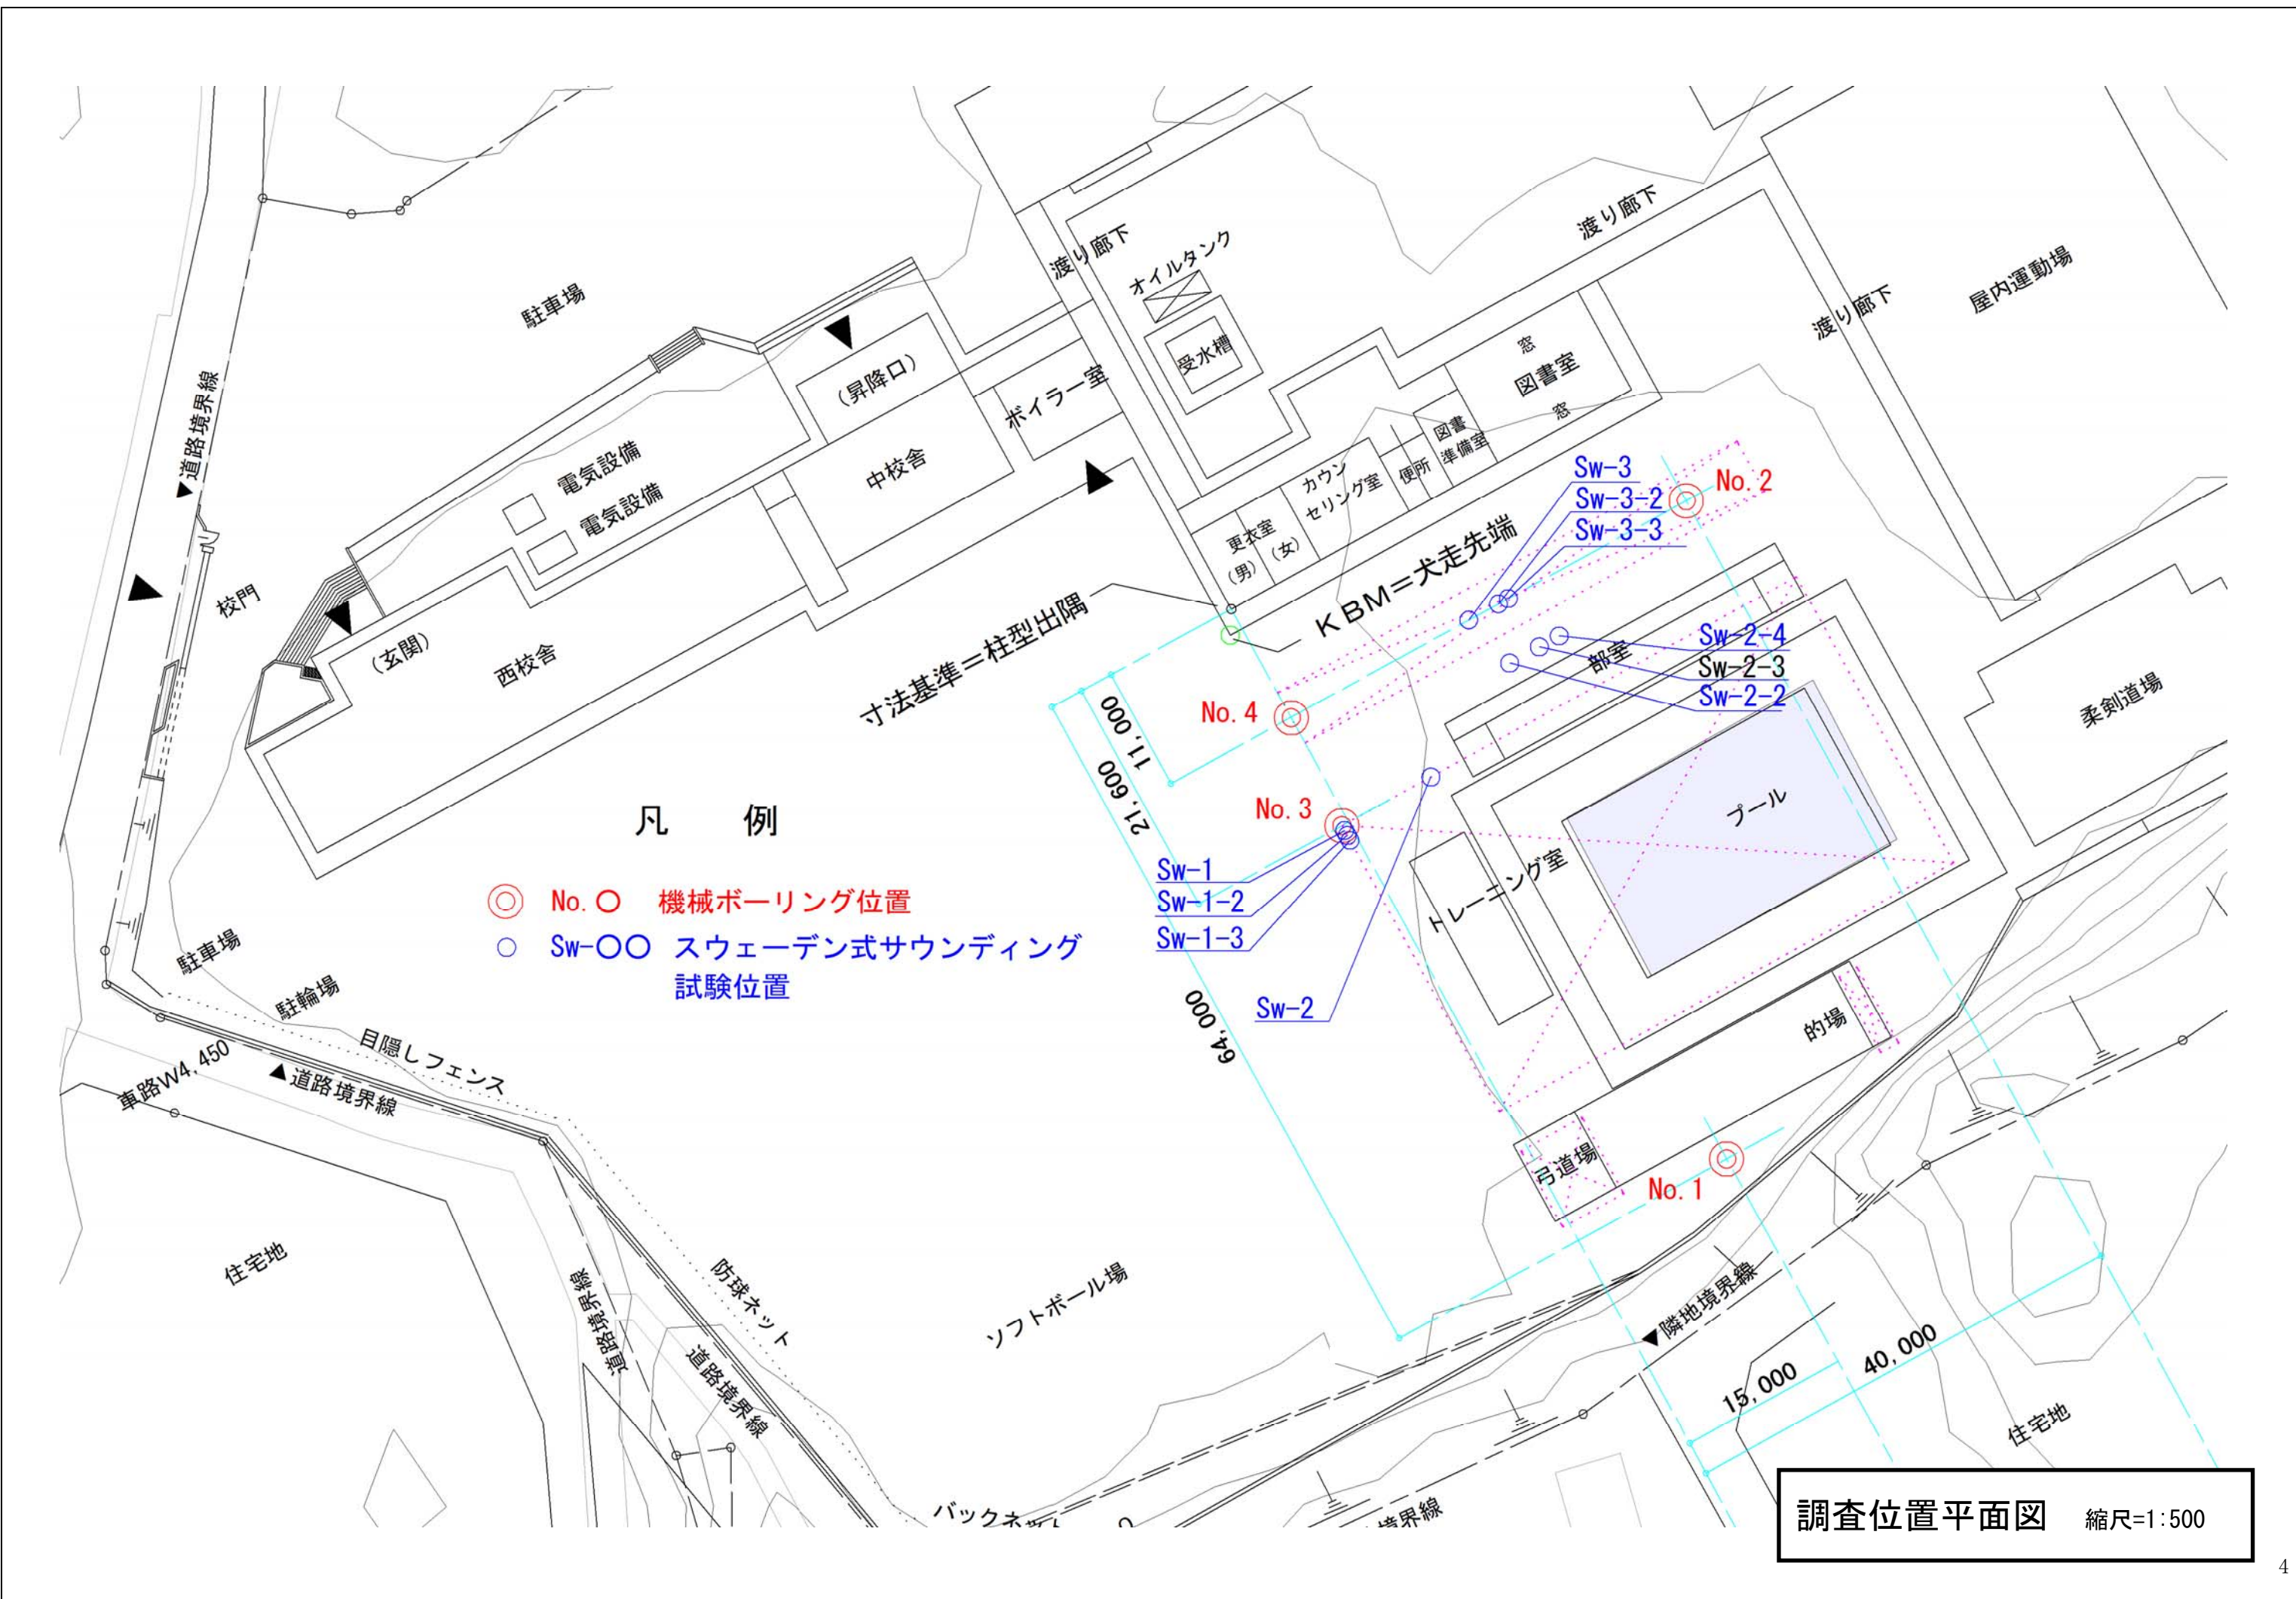 駐車場
渡り廊下
オイルタンク
受水槽
渡り廊下
渡り廊下
屋内運動場
▼道路境界線
(昇降口)
ボイラー室
中校舎
電気設備
電気設備
窓
図書室
窓
図書
準備室
便所
カウン
セリング室
更衣室
(男)
(女)
校門
(玄関)
西校舎
寸法基準＝柱型出隅
ＫＢＭ＝犬走先端
Sw-3
Sw-3-2
Sw-3-3
No.2
Sw-2-4
Sw-2-3
Sw-2-2
部室
柔剣道場
No.4
11,000
21,600
64,000
No.3
Sw-1
Sw-1-2
Sw-1-3
Sw-2
プール
トレーニング室
的場
弓道場
No.1
凡　例
No.〇　機械ボーリング位置
Sw-〇〇 スウェーデン式サウンディング
試験位置
駐車場
駐輪場
目隠しフェンス
車路W4,450
▲道路境界線
住宅地
道路境界線
道路境界線
防球ネット
ソフトボール場
▲隣地境界線
15,000
40,000
住宅地
バックネット
境界線
調査位置平面図　縮尺=1:500
4